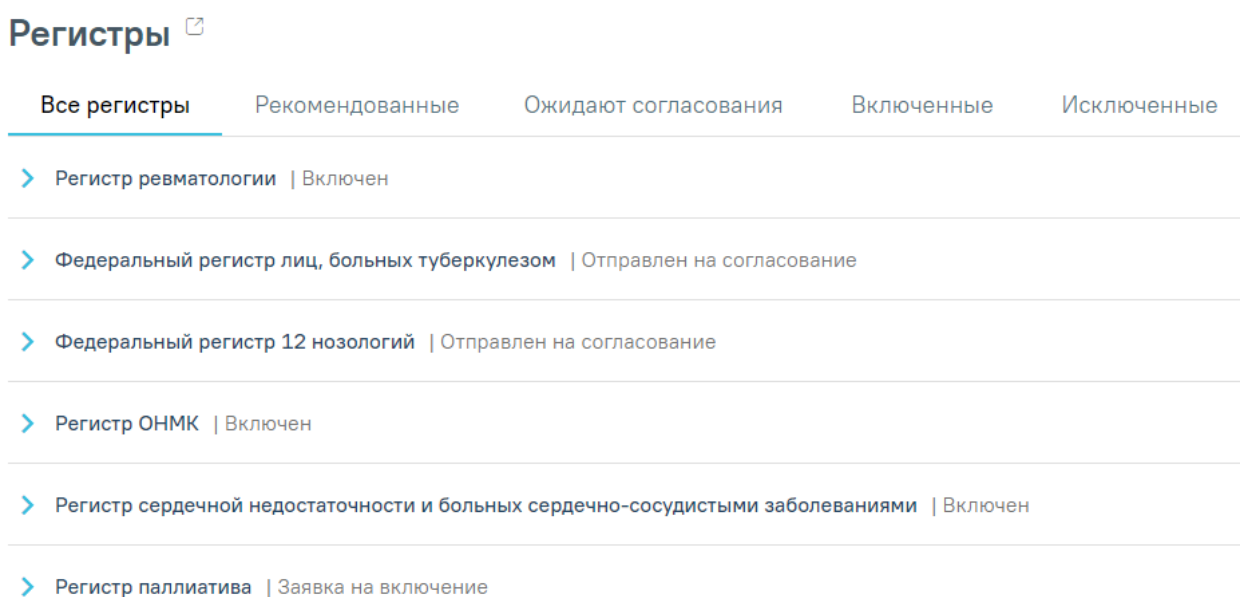 Регистры
Все регистры Рекомендованные Ожидают согласования Включенные Исключенные
Регистр ревматологии | Включен
Федеральный регистр лиц, больных туберкулезом | Отправлен на согласование
Федеральный регистр 12 нозологий | Отправлен на согласование
Регистр ОНМК | Включен
Регистр сердечной недостаточности и больных сердечно-сосудистыми заболеваниями | Включен
Регистр паллиатива | Заявка на включение